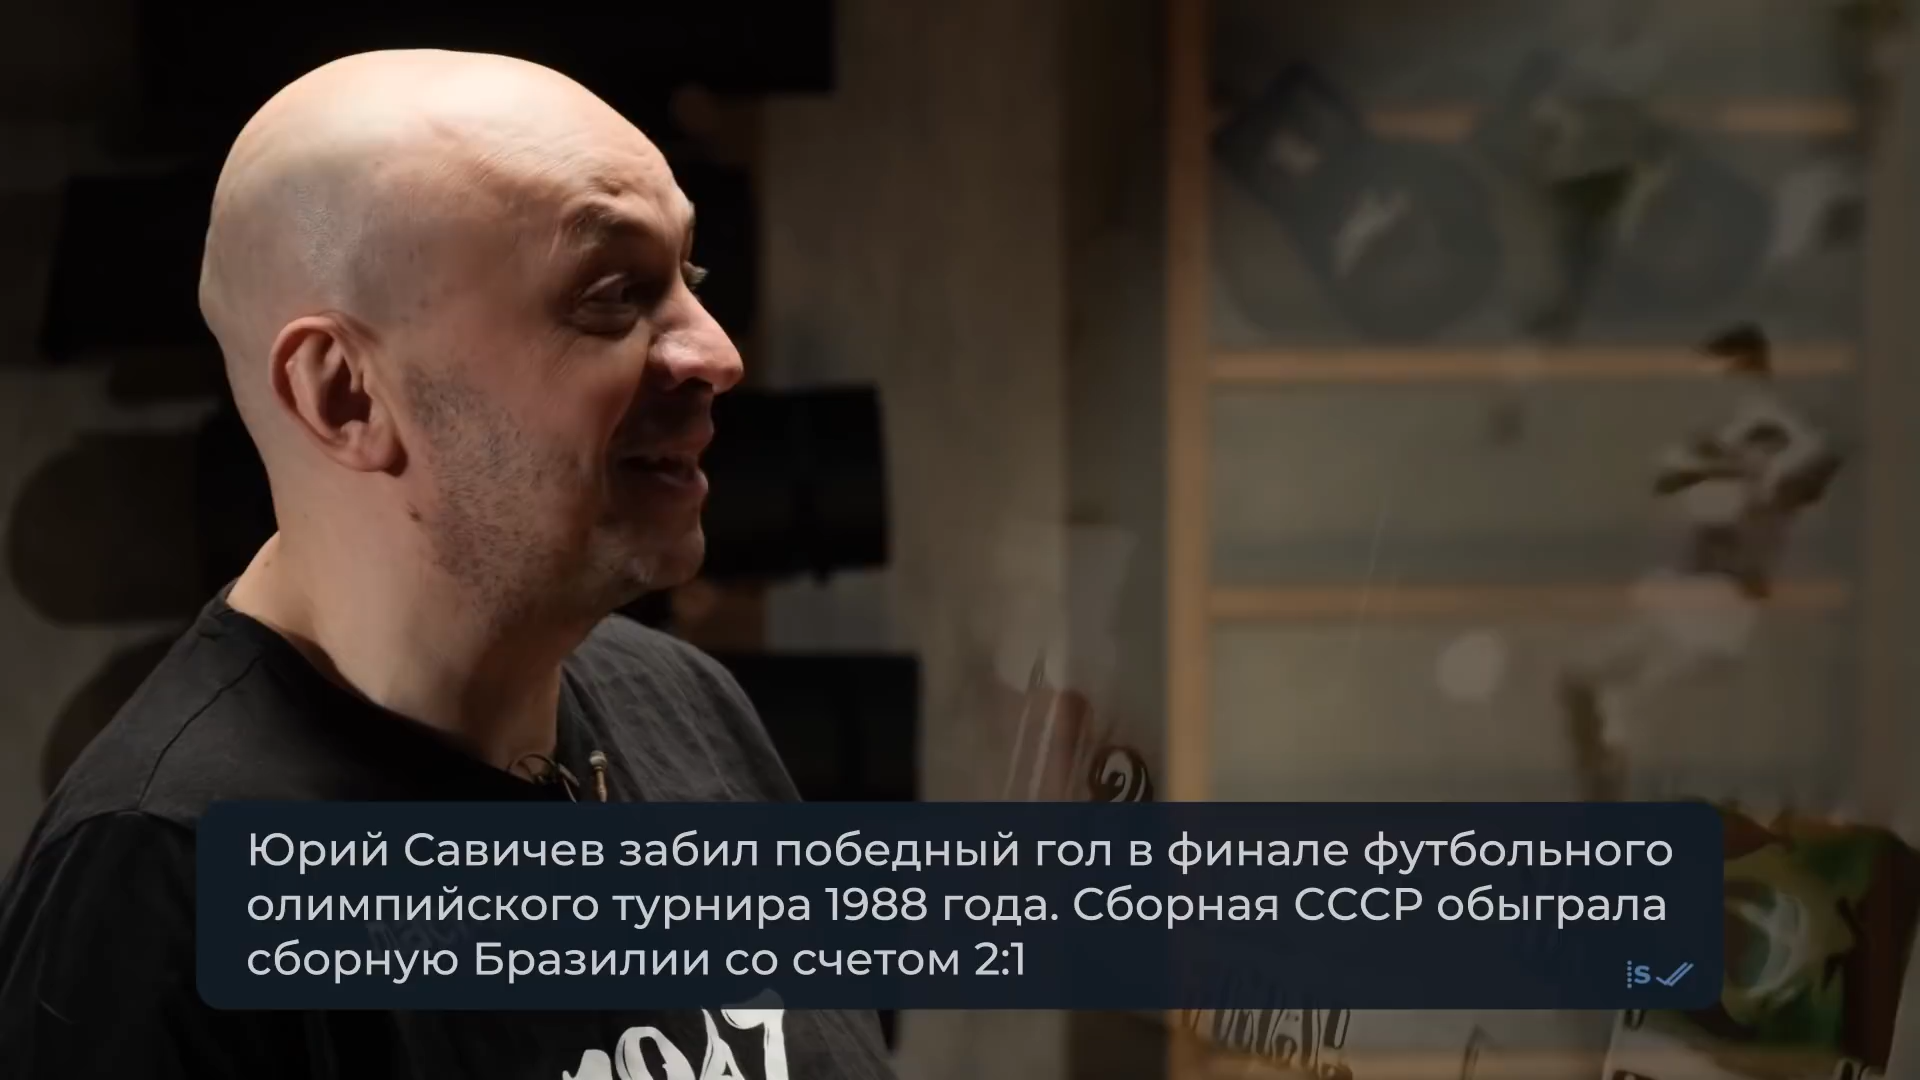 Юрий Савичев забил победный гол в финале футбольного
олимпийского турнира 1988 года. Сборная СССР обыграла
сборную Бразилии со счетом 2:1
s